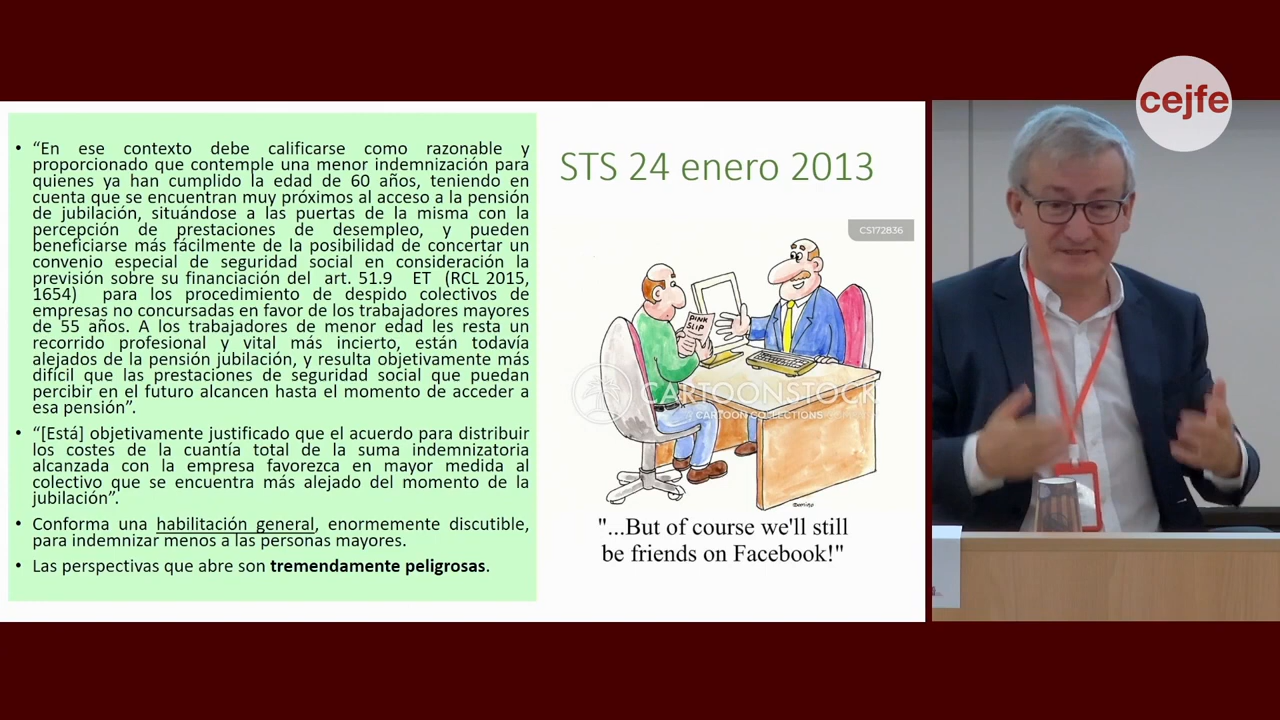 cejfe
• “En ese contexto debe calificarse como razonable y
proporcionado que contemple una menor indemnización para
quienes ya han cumplido la edad de 60 años, teniendo en
cuenta que se encuentran muy próximos al acceso a la pensión
de jubilación, situándose a las puertas de la misma con la
percepción de prestaciones de desempleo, y pueden
beneficiarse más fácilmente de la posibilidad de concertar un
convenio especial de seguridad social en consideración la
previsión sobre su financiación del art. 51.9 ET (RCL 2015,
1654) para los procedimiento de despido colectivos de
empresas no concursadas en favor de los trabajadores mayores
de 55 años. A los trabajadores de menor edad les resta un
recorrido profesional y vital más incierto, están todavía
alejados de la pensión jubilación, y resulta objetivamente más
difícil que las prestaciones de seguridad social que puedan
percibir en el futuro alcancen hasta el momento de acceder a
esa pensión”.
• “[Está] objetivamente justificado que el acuerdo para distribuir
los costes de la cuantía total de la suma indemnizatoria
alcanzada con la empresa favorezca en mayor medida al
colectivo que se encuentra más alejado del momento de la
jubilación”.
• Conforma una habilitación general, enormemente discutible,
para indemnizar menos a las personas mayores.
• Las perspectivas que abre son tremendamente peligrosas.
STS 24 enero 2013
CS172836
PINK
SLIP
CARTOONSTOCK
CARTOON COLLECTIONS
"...But of course we'll still
be friends on Facebook!"